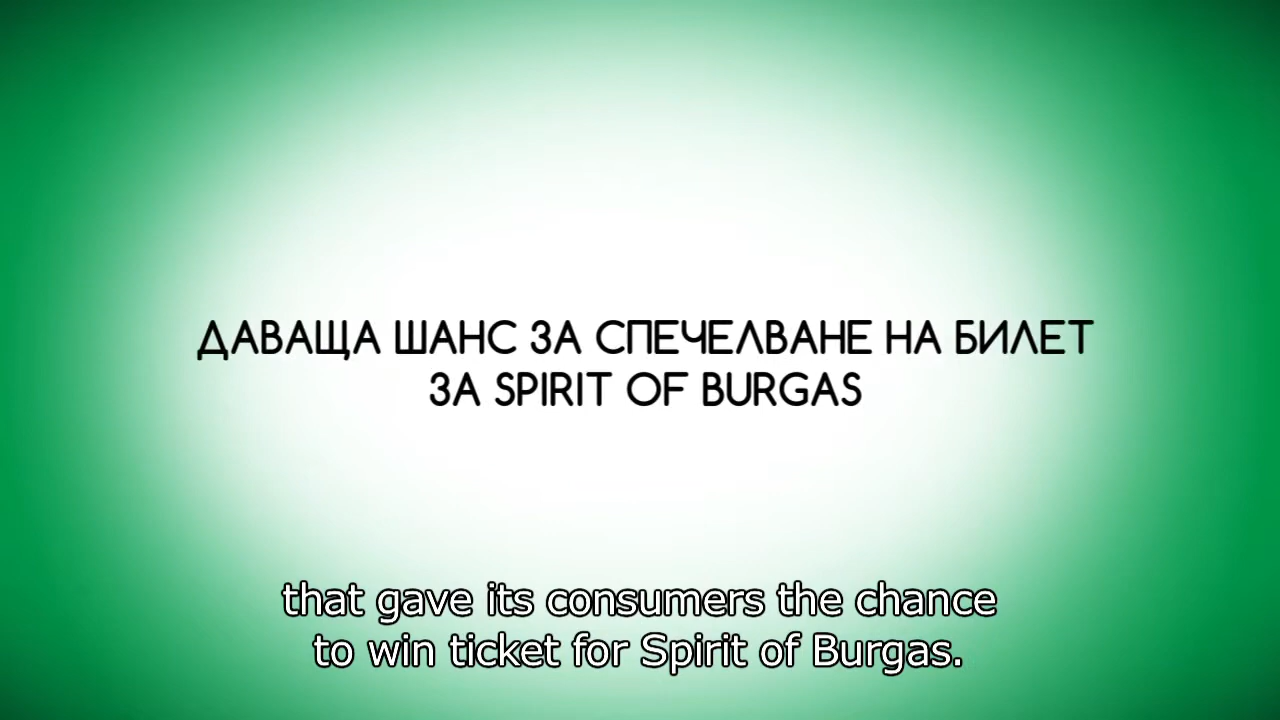 ДАВАЩА ШАНС ЗА СПЕЧЕЛВАНЕ НА БИЛЕТ
ЗА SPIRIT OF BURGAS
that gave its consumers the chance
to win ticket for Spirit of Burgas.